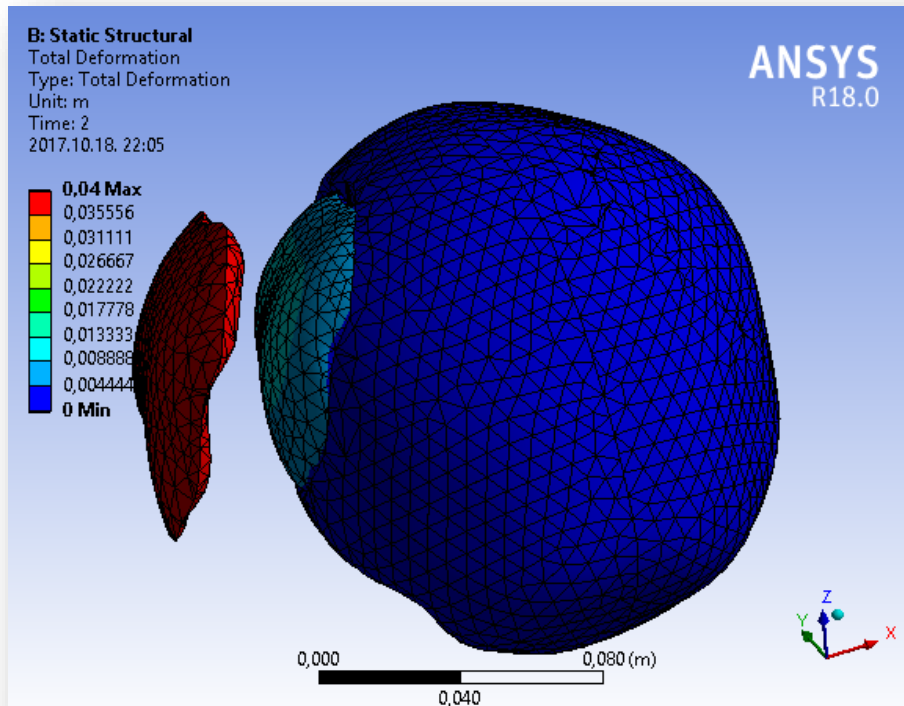 B: Static Structural
Total Deformation
Type: Total Deformation
Unit: m
Time: 2
2017.10.18. 22:05
ANSYS
R18.0
0,04 Max
0,035556
0,031111
0,026667
0,022222
0,017778
0,013333
0,008888
0,004444
0 Min
0,000
0,080 (m)
0,040
Z
Y
X